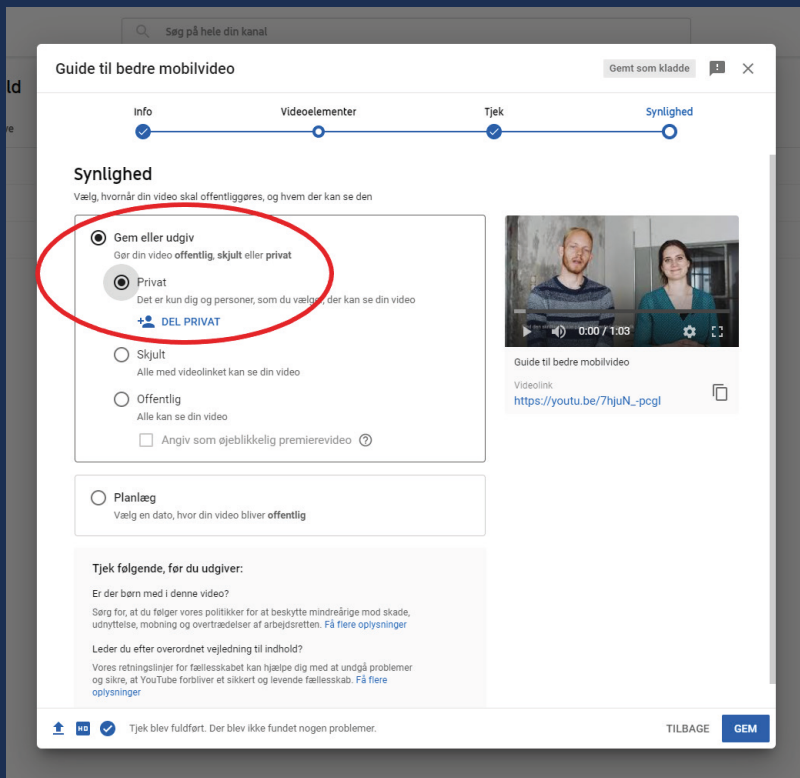 Søg på hele din kanal
ld
Guide til bedre mobilvideo
Gemt som kladde
ve
Info
Videoelementer
Tjek
Synlighed
Synlighed
Vælg, hvornår din video skal offentliggøres, og hvem der kan se den
Gem eller udgiv
Gør din video offentlig, skjult eller privat
Privat
Det er kun dig og personer, som du vælger, der kan se din video
DEL PRIVAT
Skjult
Alle med videolinket kan se din video
Offentlig
Alle kan se din video
Angiv som øjeblikkelig premierevideo
Planlæg
Vælg en dato, hvor din video bliver offentlig
0:00 / 1:03
Guide til bedre mobilvideo
Videolink
https://youtu.be/7hjuN_-pcgI
Tjek følgende, før du udgiver:
Er der børn med i denne video?
Sørg for, at du følger vores politikker for at beskytte mindreårige mod skade,
udnyttelse, mobning og overtrædelser af arbejdsretten. Få flere oplysninger
Leder du efter overordnet vejledning til indhold?
Vores retningslinjer for fællesskabet kan hjælpe dig med at undgå problemer
og sikre, at YouTube forbliver et sikkert og levende fællesskab. Få flere
oplysninger
HD
Tjek blev fuldført. Der blev ikke fundet nogen problemer.
TILBAGE
GEM